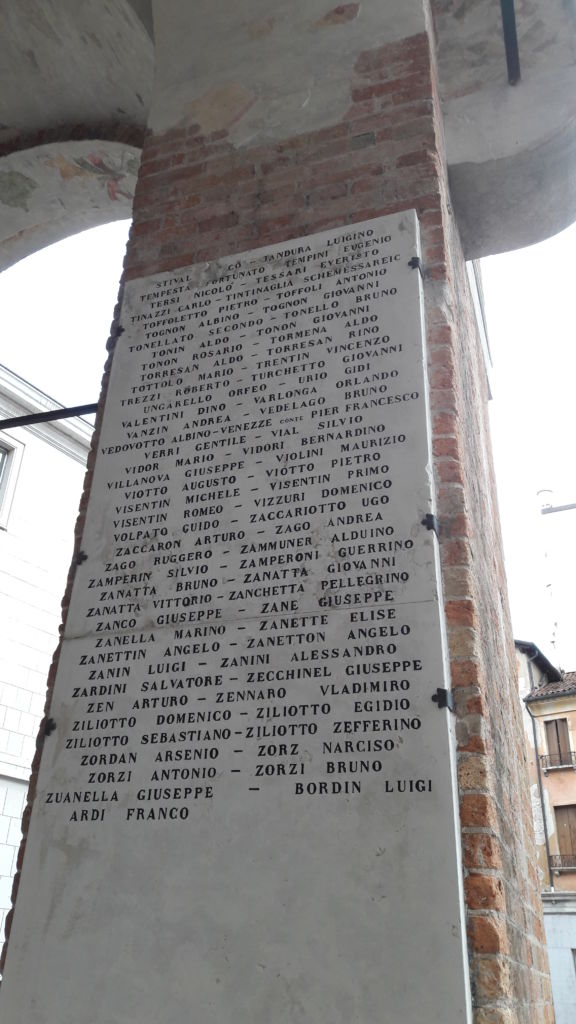 STIVAL CO – TANDURA LUIGINO
TEMPESTA FORTUNATO – TEMPINI EUGENIO
TERSI NICOLO – TESSARI EVERISTO
TINAZZI CARLO – TINTINAGLIA SCHEMESSAREIC
TOFFOLETTO PIETRO – TOFFOLI ANTONIO
TOGNON ALBINO – TOGNON GIOVANNI
TONELLATO SECONDO – TONELLO BRUNO
TONIN ALDO – TONON GIOVANNI
TONON ROSARIO – TORMENA ALDO
TORRESAN ALDO – TORRESAN RINO
TOTTOLO MARIO – TRENTIN VINCENZO
TREZZI ROBERTO – TURCHETTO GIOVANNI
UNGARELLO ORFEO – URIO GIDI
VALENTINI DINO – VARLONGA ORLANDO
VANZIN ANDREA – VEDELAGO BRUNO
VEDOVOTTO ALBINO – VENEZZE CONTE PIER FRANCESCO
VERRI GENTILE – VIAL SILVIO
VIDOR MARIO – VIDORI BERNARDINO
VILLANOVA GIUSEPPE – VIOLINI MAURIZIO
VIOTTO AUGUSTO – VIOTTO PIETRO
VISENTIN MICHELE – VISENTIN PRIMO
VISENTIN ROMEO – VIZZURI DOMENICO
VOLPATO GUIDO – ZACCARIOTTO UGO
ZACCARON ARTURO – ZAGO ANDREA
ZAGO RUGGERO – ZAMMUNER ALDUINO
ZAMPERIN SILVIO – ZAMPERONI GUERRINO
ZANATTA BRUNO – ZANATTA GIOVANNI
ZANATTA VITTORIO – ZANCHETTA PELLEGRINO
ZANCO GIUSEPPE – ZANE GIUSEPPE
ZANELLA MARINO – ZANETTE ELISE
ZANETTIN ANGELO – ZANETTON ANGELO
ZANIN LUIGI – ZANINI ALESSANDRO
ZARDINI SALVATORE – ZECCHINEL GIUSEPPE
ZEN ARTURO – ZENNARO VLADIMIRO
ZILIOTTO DOMENICO – ZILIOTTO EGIDIO
ZILIOTTO SEBASTIANO – ZILIOTTO ZEFFERINO
ZORDAN ARSENIO – ZORZ NARCISO
ZORZI ANTONIO – ZORZI BRUNO
ZUANELLA GIUSEPPE – BORDIN LUIGI
ARDI FRANCO